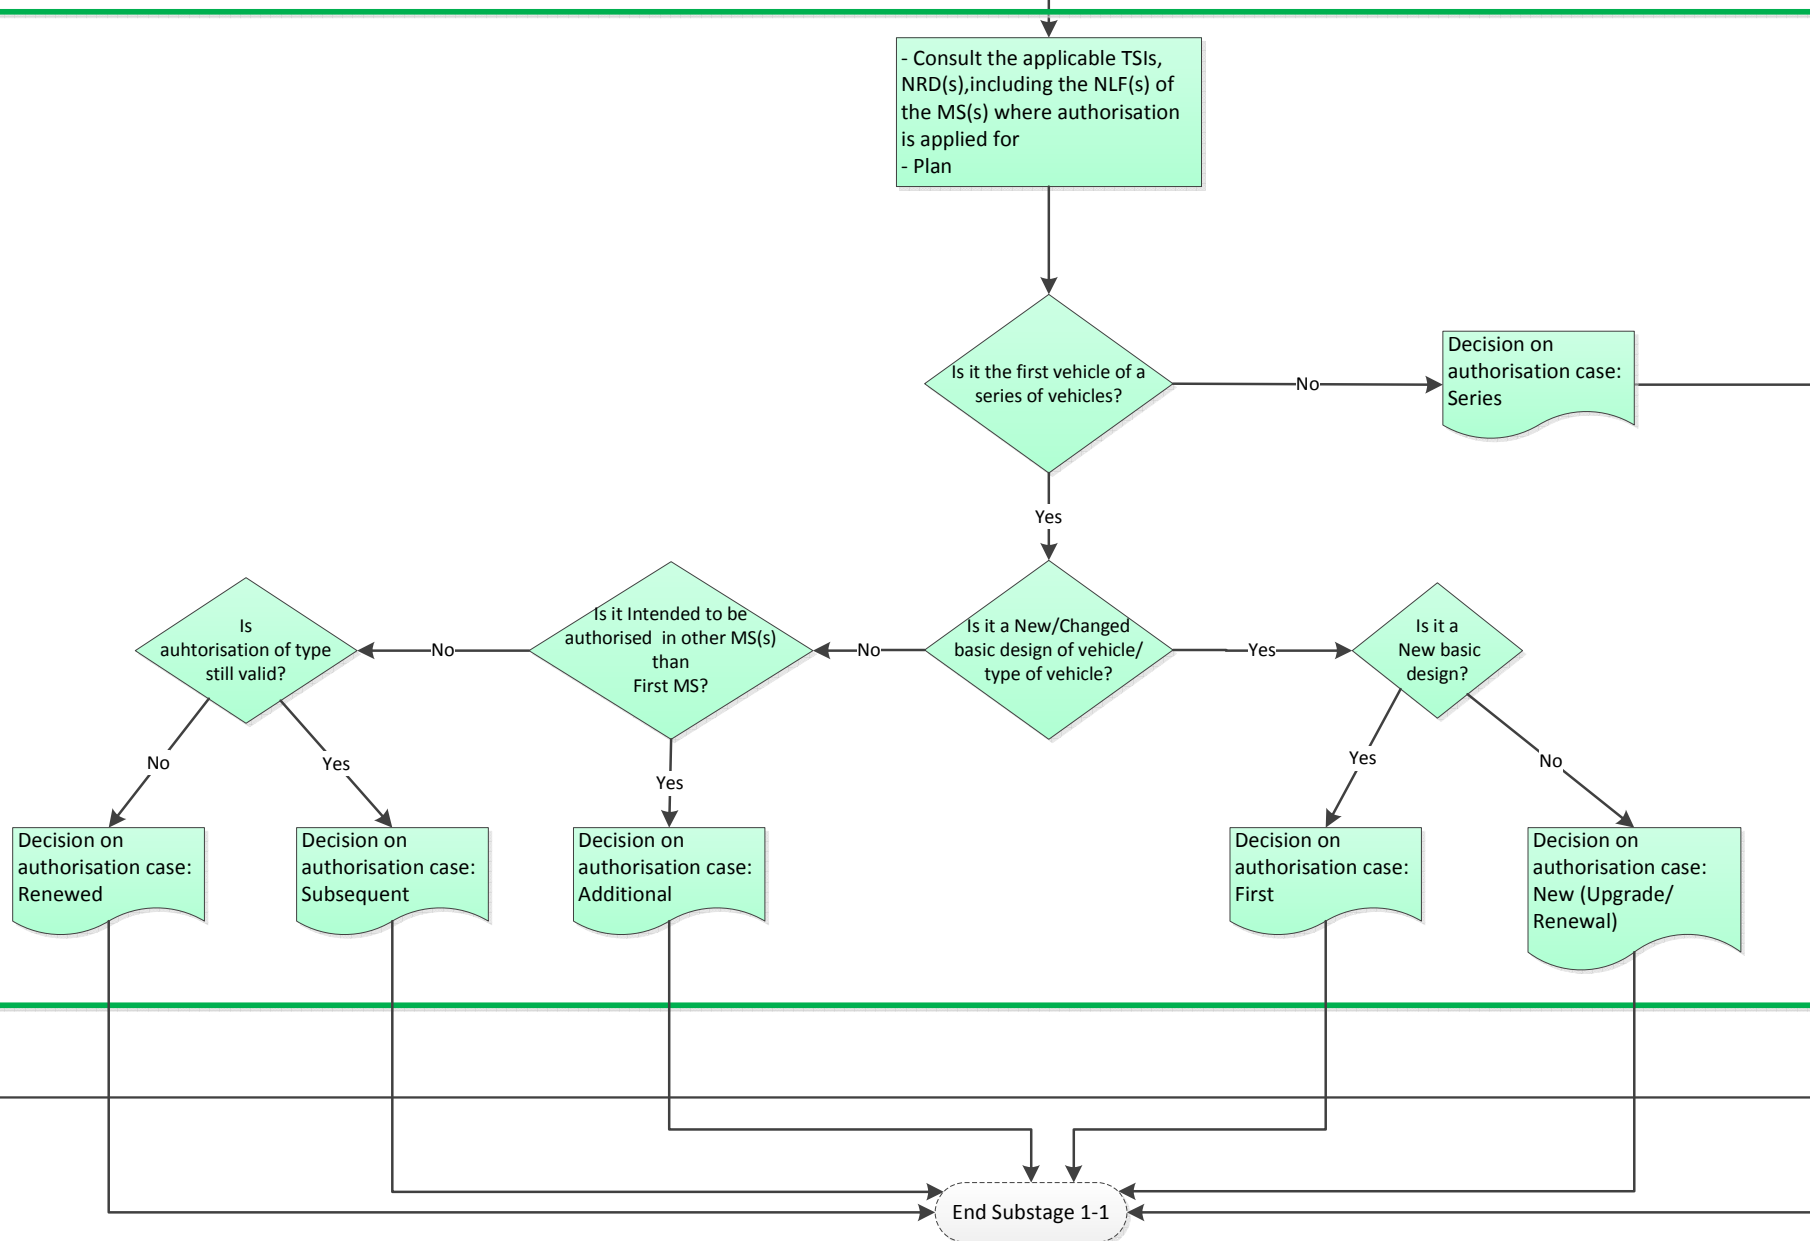 - Consult the applicable TSIs,
NRD(s),including the NLF(s) of
the MS(s) where authorisation
is applied for
- Plan
Is it the first vehicle of a
series of vehicles?
No
Decision on
authorisation case:
Series
Yes
Is
auhtorisation of type
still valid?
No
Is it Intended to be
authorised  in other MS(s)
than
First MS?
No
Is it a New/Changed
basic design of vehicle/
type of vehicle?
Yes
Is it a
New basic
design?
No
Yes
Yes
Yes
No
Decision on
authorisation case:
Renewed
Decision on
authorisation case:
Subsequent
Decision on
authorisation case:
Additional
Decision on
authorisation case:
First
Decision on
authorisation case:
New (Upgrade/
Renewal)
End Substage 1-1